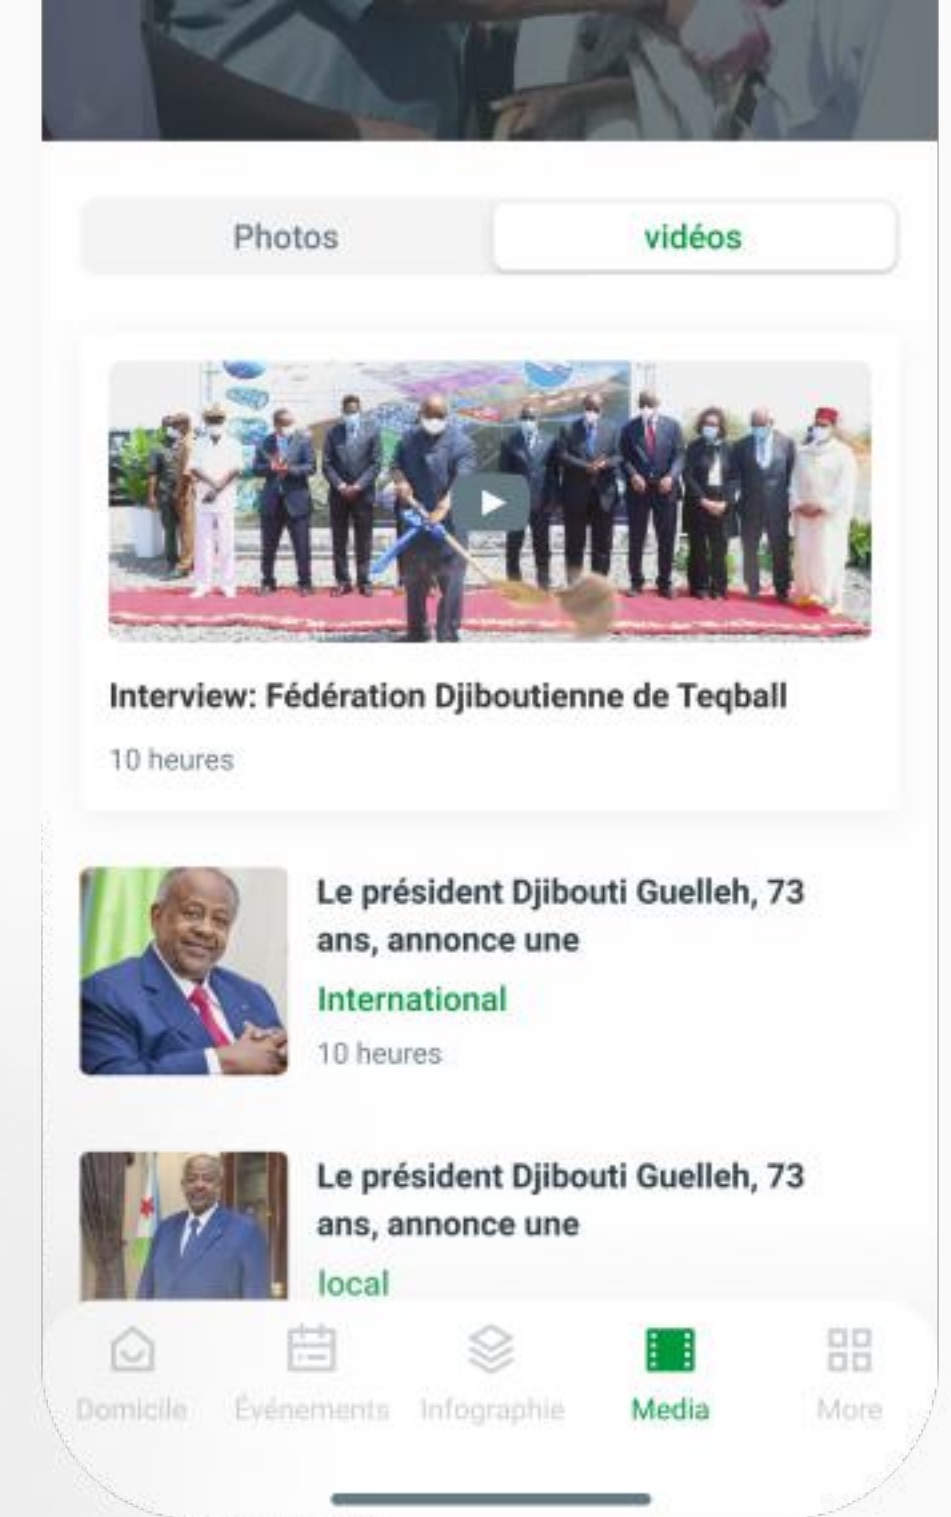 Photos
vidéos
Interview: Fédération Djiboutienne de Teqball
10 heures
Le président Djibouti Guelleh, 73
ans, annonce une
International
10 heures
Le président Djibouti Guelleh, 73
ans, annonce une
local
Domicile
Événements
Infographie
Media
More